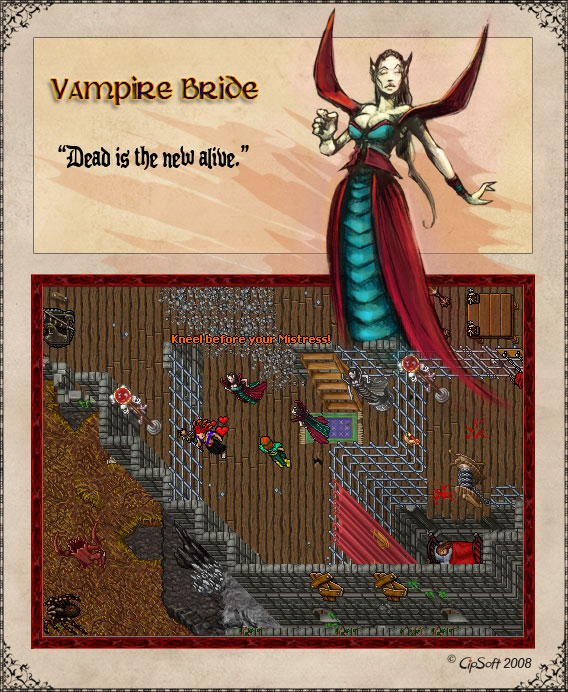 Vampire Bride
“Dead is the new alive.”
Kneel before your Mistress!
© CipSoft 2008